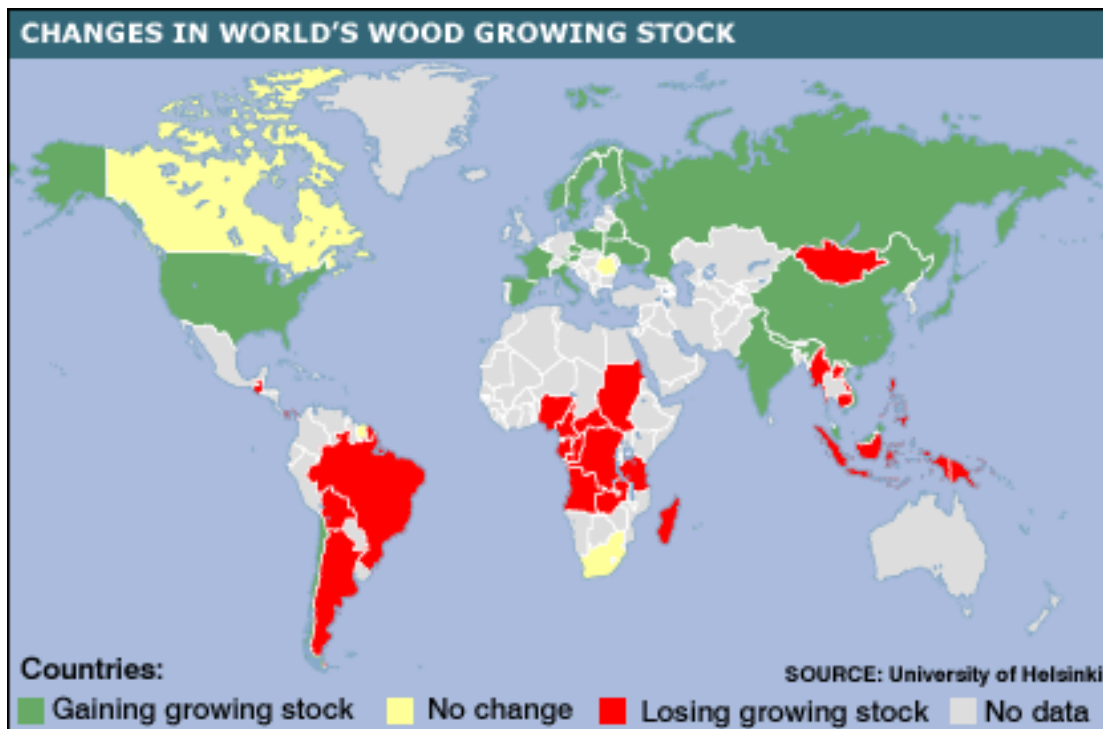 CHANGES IN WORLD'S WOOD GROWING STOCK
Countries:
SOURCE: University of Helsinki
Gaining growing stock No change Losing growing stock No data